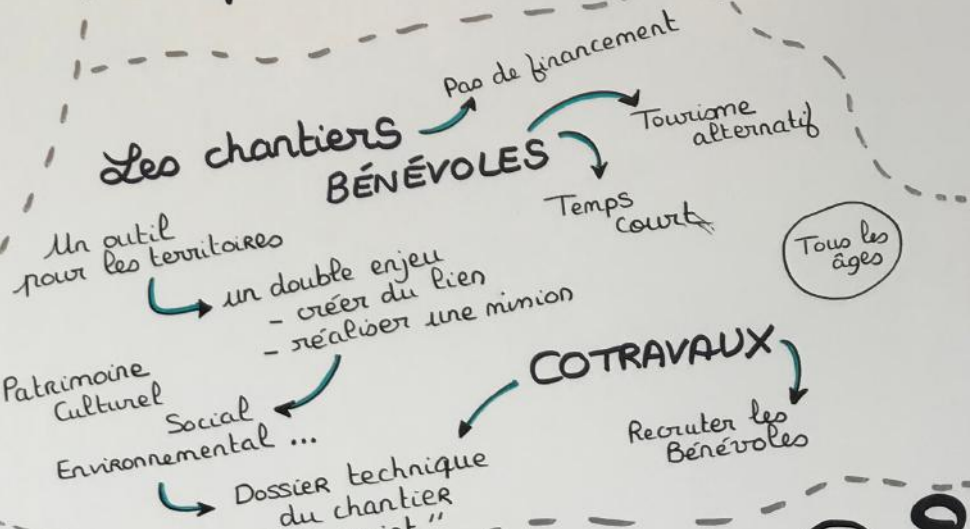 Pas de financement
Les chantiers
BÉNÉVOLES
Tourisme
alternatif
Temps
court
Tous les
âges
Un outil
pour les territoires
un double enjeu
- créer du lien
- réaliser une mission
Patrimoine
Culturel
Social
Environnemental ...
Dossier technique
du chantier
COTRAVAUX
Recruter les
Bénévoles